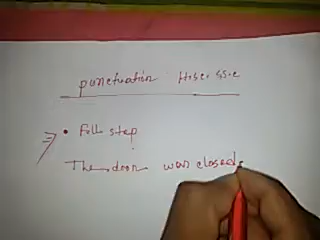 punctuation
• Full stop
The door was closed.